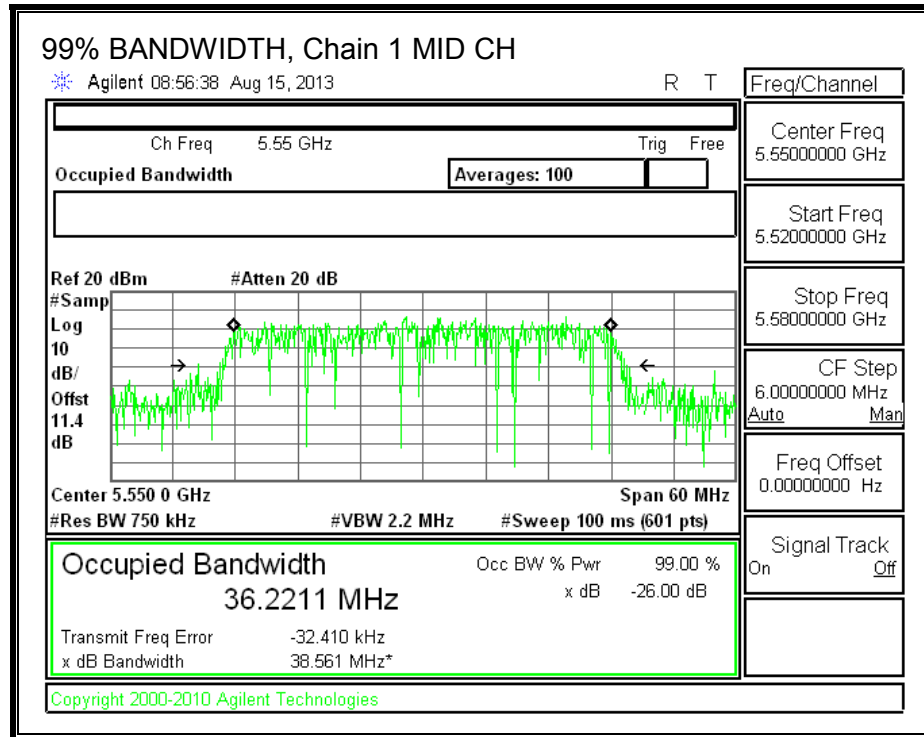 99% BANDWIDTH, Chain 1 MID CH
Agilent 08:56:38 Aug 15, 2013 R T
Freq/Channel
Ch Freq 5.55 GHz Trig Free
Occupied Bandwidth Averages: 100
Center Freq
5.55000000 GHz
Start Freq
5.52000000 GHz
Stop Freq
5.58000000 GHz
CF Step
6.00000000 MHz
Auto Man
Freq Offset
0.00000000 Hz
Signal Track
On Off
Ref 20 dBm #Atten 20 dB
#Samp
Log
10
dB/
Offst
11.4
dB
Center 5.550 0 GHz Span 60 MHz
#Res BW 750 kHz #VBW 2.2 MHz #Sweep 100 ms (601 pts)
Occupied Bandwidth Occ BW % Pwr 99.00 %
36.2211 MHz x dB -26.00 dB
Transmit Freq Error -32.410 kHz
x dB Bandwidth 38.561 MHz*
Copyright 2000-2010 Agilent Technologies